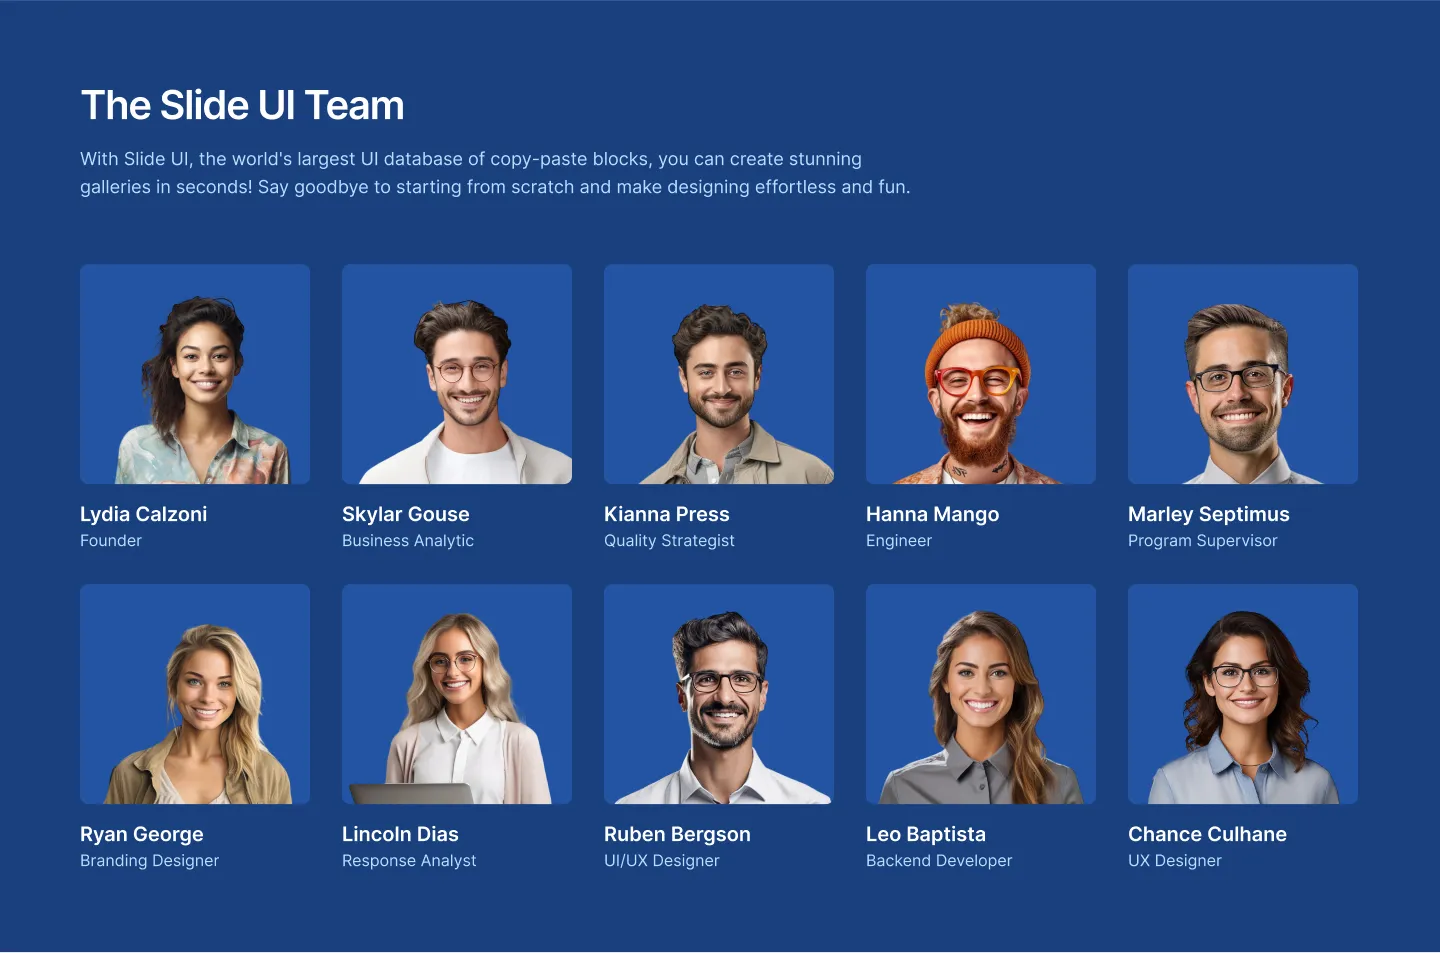 The Slide UI Team
With Slide UI, the world's largest UI database of copy-paste blocks, you can create stunning
galleries in seconds! Say goodbye to starting from scratch and make designing effortless and fun.
Lydia Calzoni
Founder
Skylar Gouse
Business Analytic
Kianna Press
Quality Strategist
Hanna Mango
Engineer
Marley Septimus
Program Supervisor
Ryan George
Branding Designer
Lincoln Dias
Response Analyst
Ruben Bergson
UI/UX Designer
Leo Baptista
Backend Developer
Chance Culhane
UX Designer